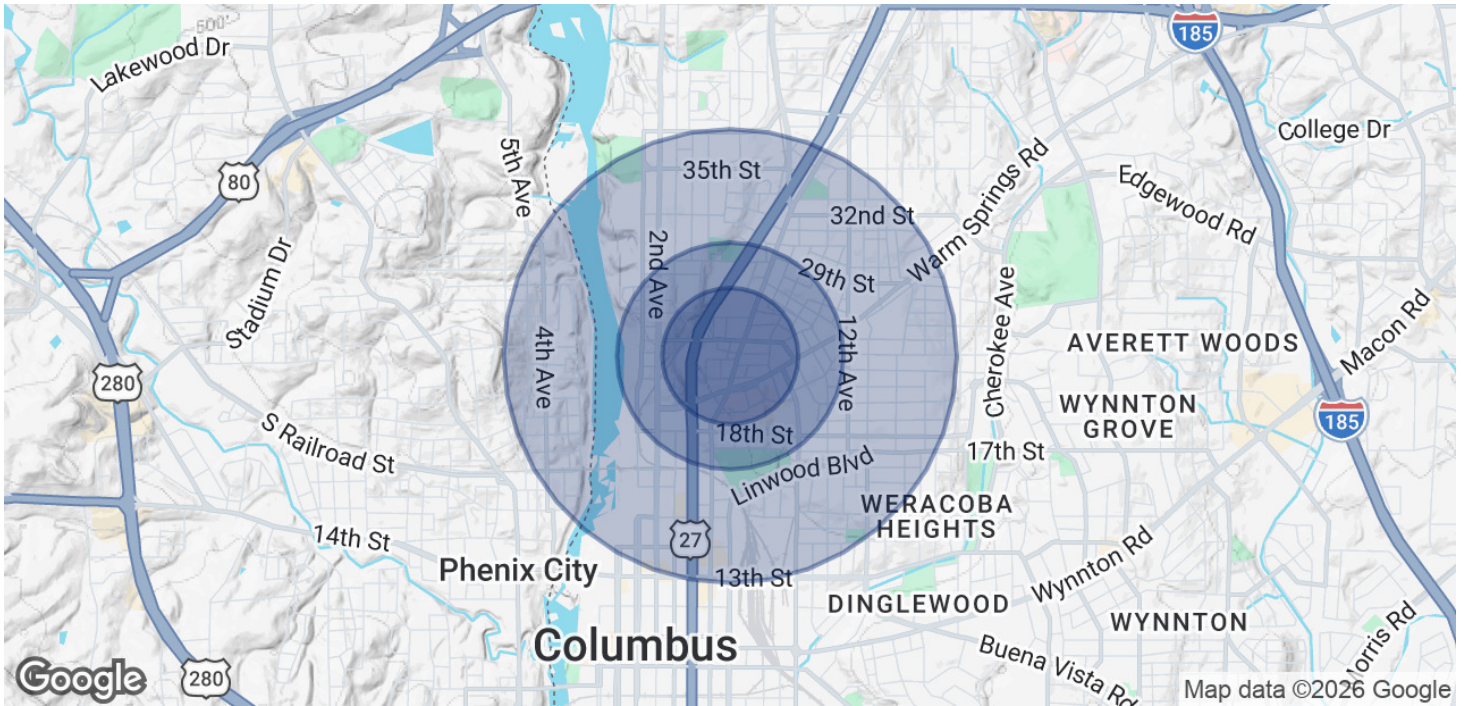 500'
Lakewood Dr
185
College Dr
5th Ave
35th St
80
32nd St
Warm Springs Rd
Edgewood Rd
Stadium Dr
2nd Ave
29th St
Cherokee Ave
4th Ave
12th Ave
AVERETT WOODS
Macon Rd
280
WYNNTON
GROVE
185
S Railroad St
18th St
17th St
Linwood Blvd
WERACOBA
HEIGHTS
14th St
27
Wynnton Rd
Phenix City
13th St
DINGLEWOOD
WYNNTON
Columbus
Buena Vista Rd
Morris Rd
280
Google
Map data ©2026 Google